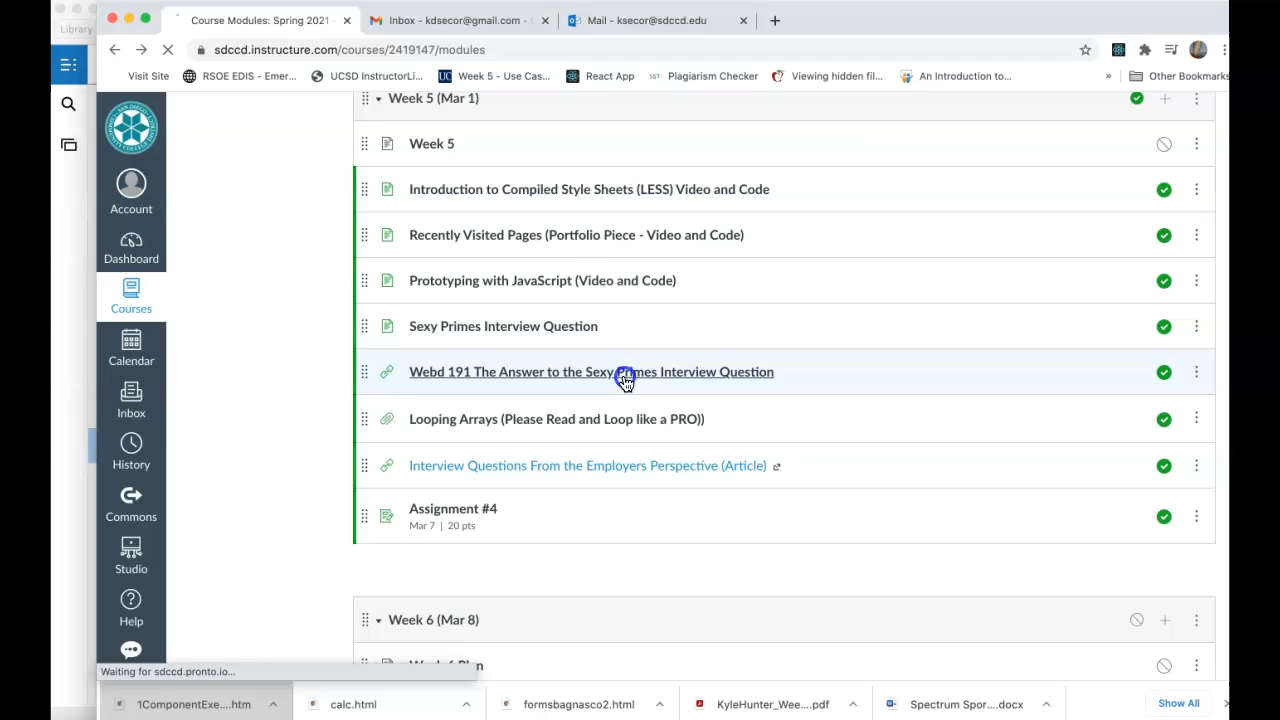 Course Modules: Spring 2021
Inbox - kdsecor@gmail.com -
Mail - ksecor@sdccd.edu
Library
sdccd.instructure.com/courses/2419147/modules
Visit Site
RSOE EDIS - Emer...
UCSD InstructorLi...
Week 5 - Use Cas...
React App
Plagiarism Checker
Viewing hidden fil...
An Introduction to...
»
Other Bookmarks
Week 5 (Mar 1)
Week 5
Introduction to Compiled Style Sheets (LESS) Video and Code
Recently Visited Pages (Portfolio Piece - Video and Code)
Prototyping with JavaScript (Video and Code)
Sexy Primes Interview Question
Webd 191 The Answer to the Sexy Primes Interview Question
Looping Arrays (Please Read and Loop like a PRO))
Interview Questions From the Employers Perspective (Article)
Assignment #4
Mar 7 | 20 pts
Week 6 (Mar 8)
Week 6 Plan
Account
Dashboard
Courses
Calendar
Inbox
History
Commons
Studio
Help
Waiting for sdccd.pronto.io...
1ComponentExe....htm
calc.html
formsbagnasco2.html
KyleHunter_Wee....pdf
Spectrum Spor....docx
Show All